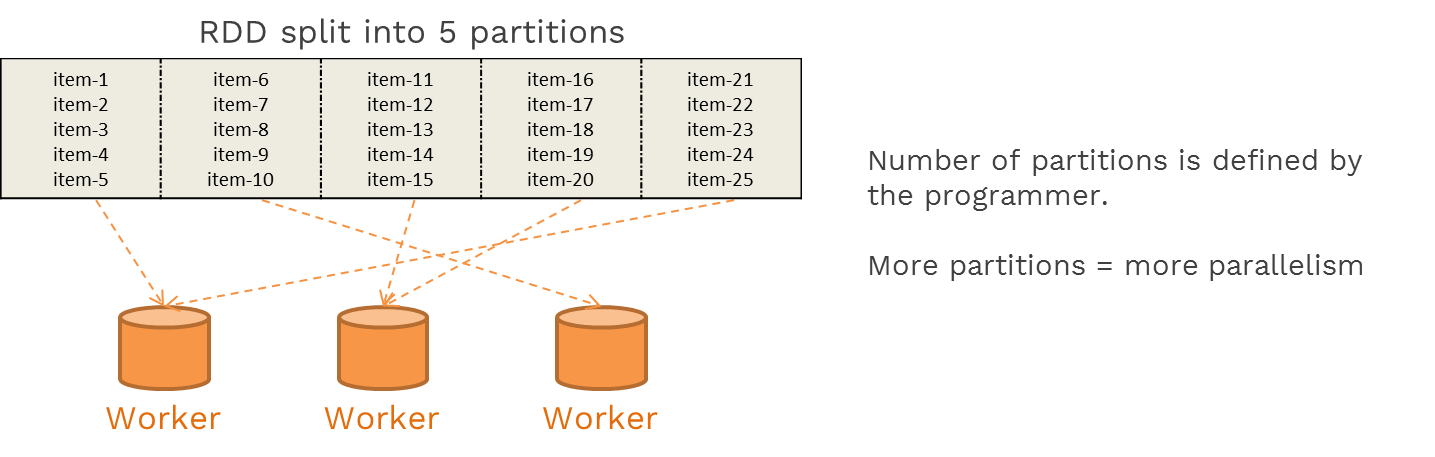 RDD split into 5 partitions
item-1 item-6 item-11 item-16 item-21
item-2 item-7 item-12 item-17 item-22
item-3 item-8 item-13 item-18 item-23
item-4 item-9 item-14 item-19 item-24
item-5 item-10 item-15 item-20 item-25
Number of partitions is defined by
the programmer.
More partitions = more parallelism
Worker Worker Worker